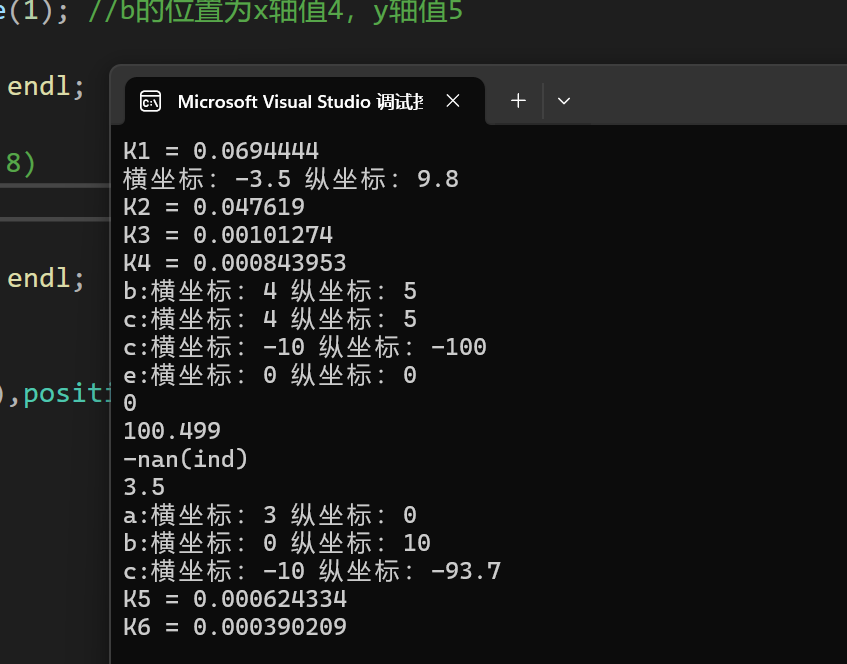 e(1); //b的位置为x轴值4，y轴值5
endl;
8)
endl;
),positi
Microsoft Visual Studio 调试
K1 = 0.0694444
横坐标：-3.5 纵坐标：9.8
K2 = 0.047619
K3 = 0.00101274
K4 = 0.000843953
b:横坐标：4 纵坐标：5
c:横坐标：4 纵坐标：5
c:横坐标：-10 纵坐标：-100
e:横坐标：0 纵坐标：0
0
100.499
-nan(ind)
3.5
a:横坐标：3 纵坐标：0
b:横坐标：0 纵坐标：10
c:横坐标：-10 纵坐标：-93.7
K5 = 0.000624334
K6 = 0.000390209